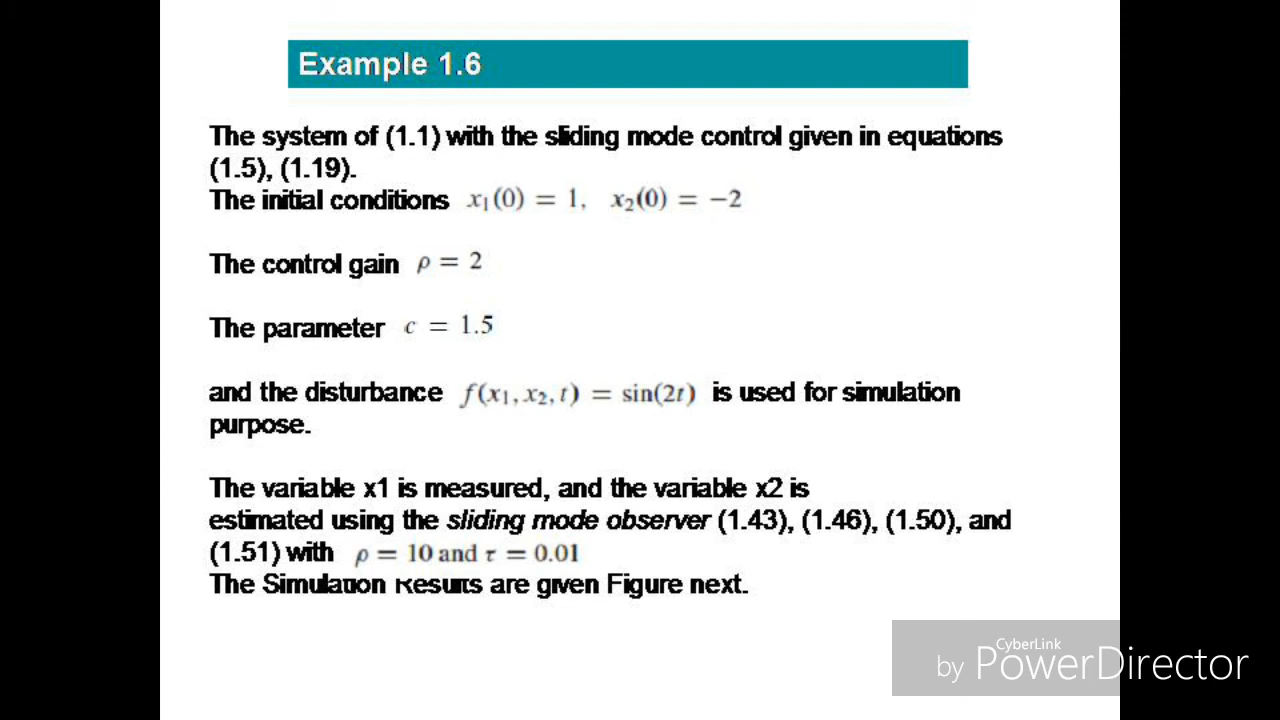 Example 1.6
The system of (1.1) with the sliding mode control given in equations
(1.5), (1.19).
The initial conditions x₁(0) = 1, x₂(0) = −2
The control gain ρ = 2
The parameter c = 1.5
and the disturbance f(x₁, x₂, t) = sin(2t) is used for simulation
purpose.
The variable x1 is measured, and the variable x2 is
estimated using the sliding mode observer (1.43), (1.46), (1.50), and
(1.51) with ρ = 10 and τ = 0.01
The Simulation Results are given Figure next.
CyberLink
by PowerDirector